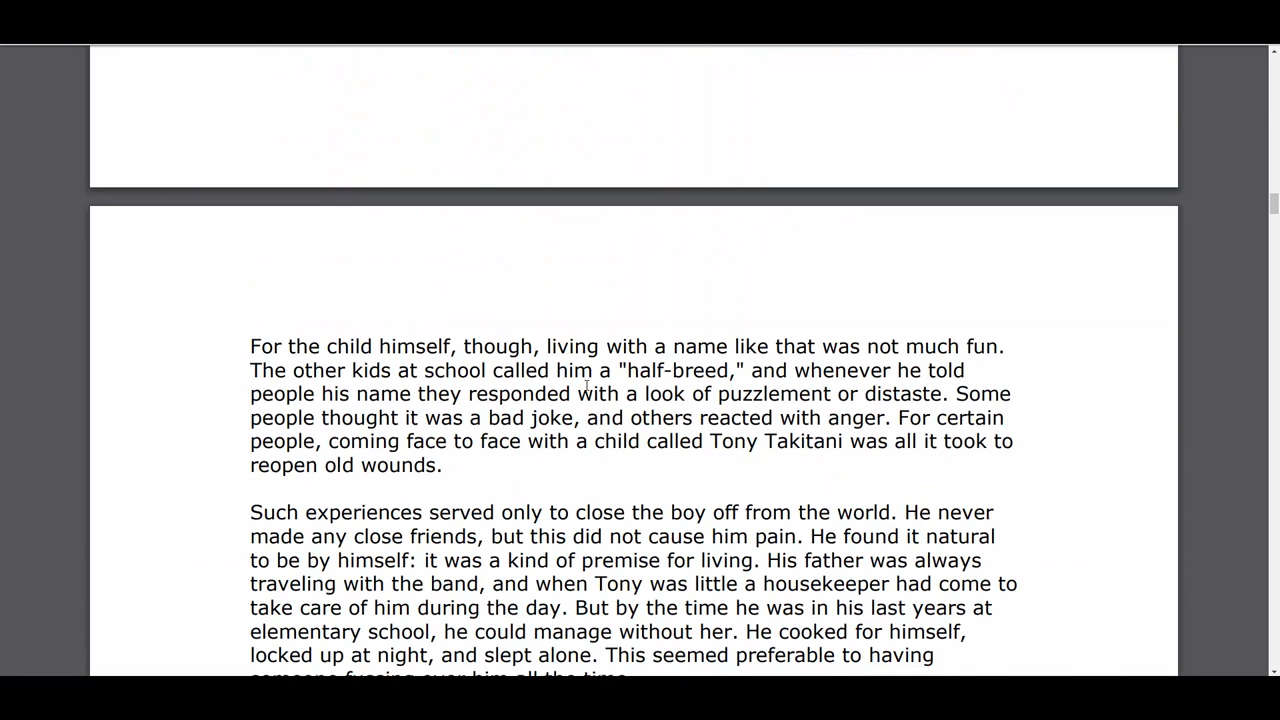 For the child himself, though, living with a name like that was not much fun.
The other kids at school called him a "half-breed," and whenever he told
people his name they responded with a look of puzzlement or distaste. Some
people thought it was a bad joke, and others reacted with anger. For certain
people, coming face to face with a child called Tony Takitani was all it took to
reopen old wounds.
Such experiences served only to close the boy off from the world. He never
made any close friends, but this did not cause him pain. He found it natural
to be by himself: it was a kind of premise for living. His father was always
traveling with the band, and when Tony was little a housekeeper had come to
take care of him during the day. But by the time he was in his last years at
elementary school, he could manage without her. He cooked for himself,
locked up at night, and slept alone. This seemed preferable to having
someone fussing over him all the time.